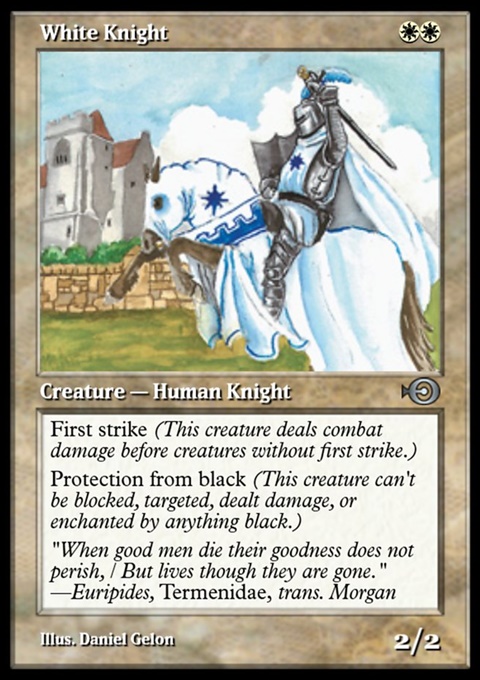 White Knight
Creature — Human Knight
First strike (This creature deals combat
damage before creatures without first strike.)
Protection from black (This creature can't
be blocked, targeted, dealt damage, or
enchanted by anything black.)
"When good men die their goodness does not
perish, / But lives though they are gone."
—Euripides, Termenidae, trans. Morgan
Illus. Daniel Gelon
2/2